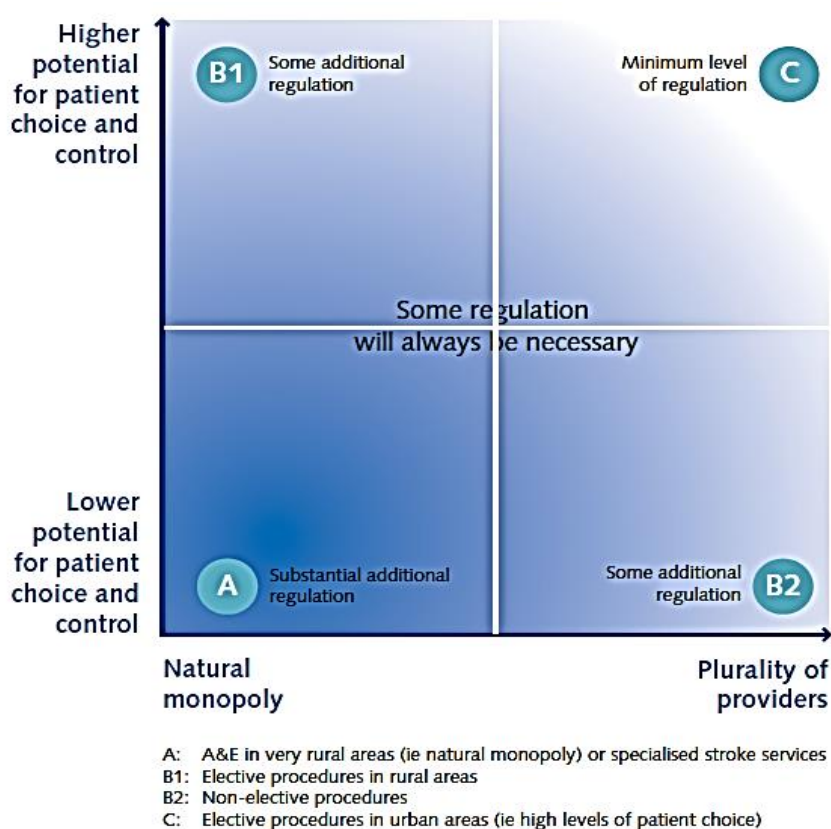 Higher
potential
for patient
choice and
control
B1
Some additional
regulation
Minimum level
of regulation
C
Some regulation
will always be necessary
Lower
potential
for patient
choice and
control
A
Substantial additional
regulation
Some additional
regulation
B2
Natural
monopoly
Plurality of
providers
A: A&E in very rural areas (ie natural monopoly) or specialised stroke services
B1: Elective procedures in rural areas
B2: Non-elective procedures
C: Elective procedures in urban areas (ie high levels of patient choice)